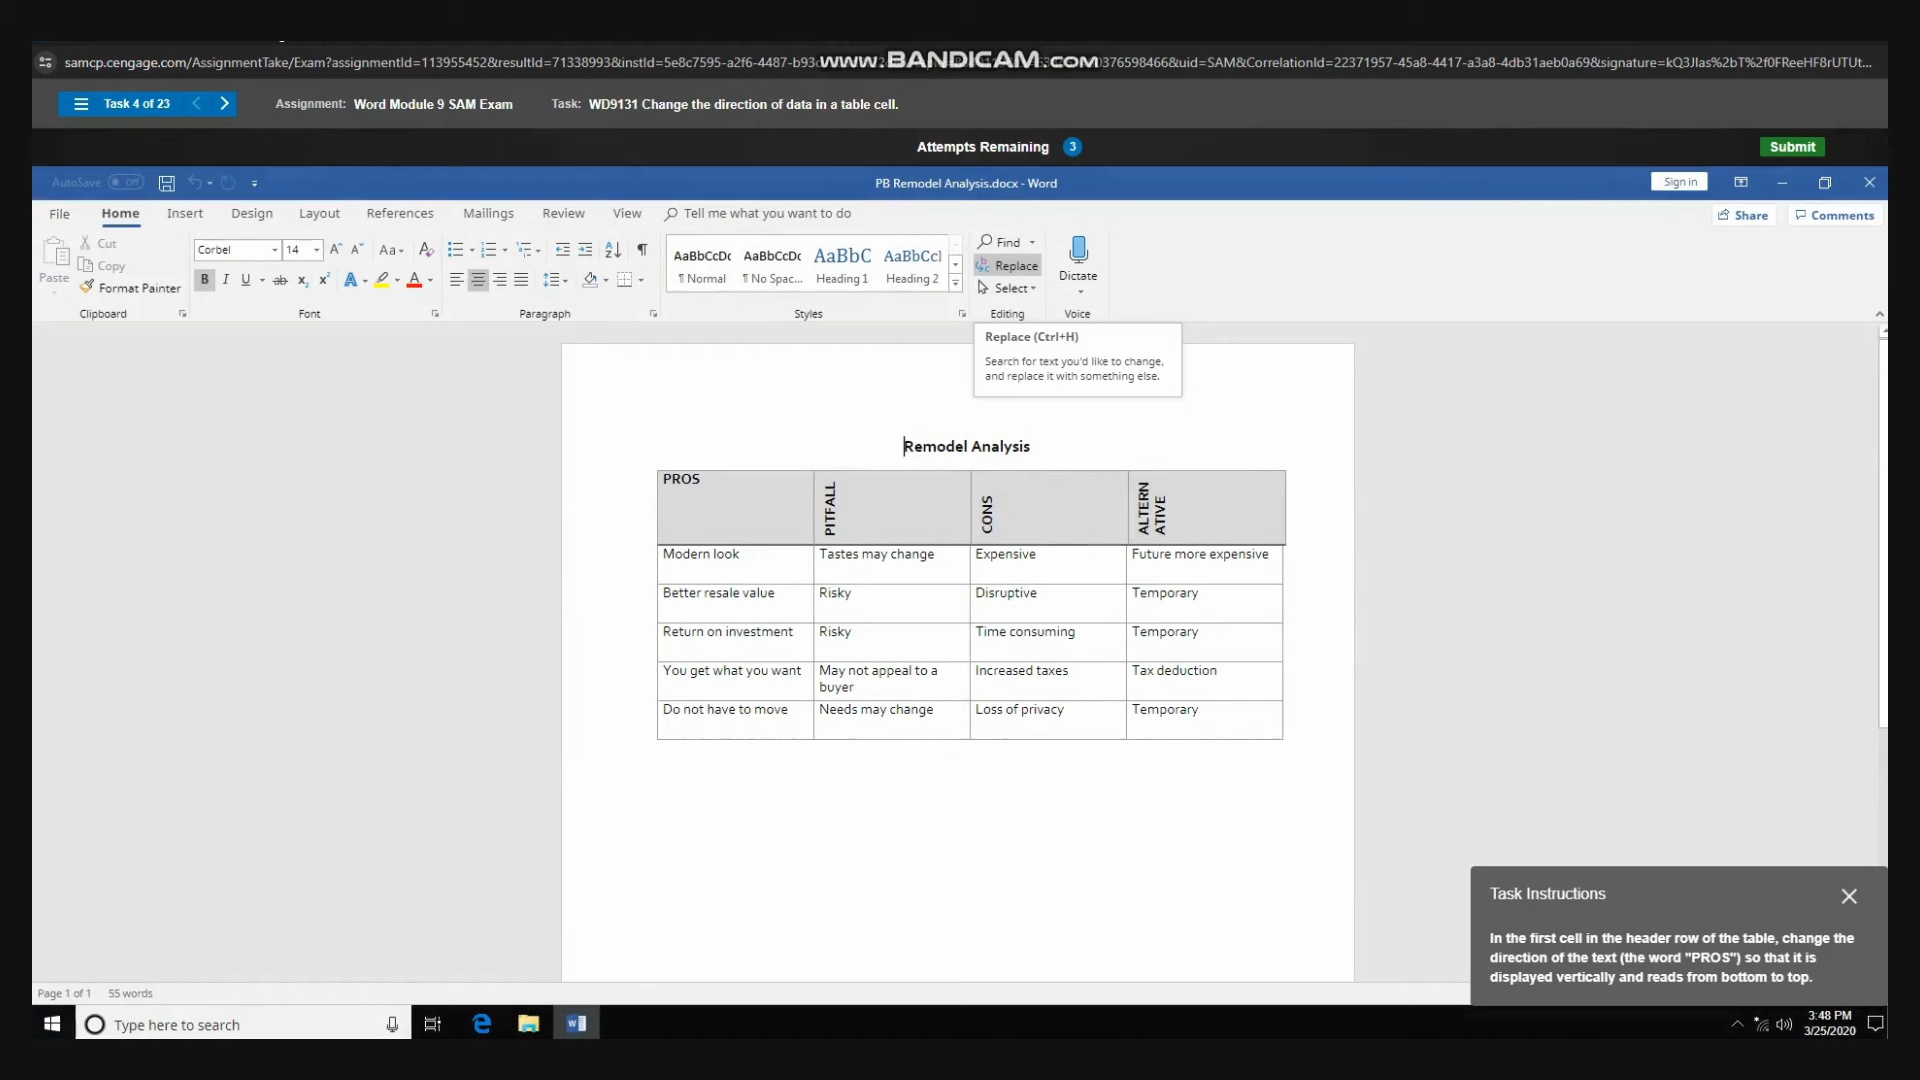 www.BANDICAM.com
samcp.cengage.com/AssignmentTake/Exam?assignmentId=113955452&resultId=71338993&instId=5e8c7595-a2f6-4487-b93
0376598466&uid=SAM&CorrelationId=22371957-45a8-4417-a3a8-4db31aeb0a69&signature=kQ3Jlas%2bT%2f0FReeHF8rUTUt...
Task 4 of 23
Assignment: Word Module 9 SAM Exam
Task: WD9131 Change the direction of data in a table cell.
Attempts Remaining 3
Submit
AutoSave Off
PB Remodel Analysis.docx - Word
Sign in
File Home Insert Design Layout References Mailings Review View Tell me what you want to do
Share Comments
Paste
Cut
Copy
Format Painter
Clipboard
Corbel 14
Font
Paragraph
AaBbCcDc AaBbCcDc AaBbC AaBbCcI
¶ Normal ¶ No Spac... Heading 1 Heading 2
Styles
Find
Replace
Select
Editing
Dictate
Voice
Replace (Ctrl+H)
Search for text you'd like to change,
and replace it with something else.
Remodel Analysis
PROS PITFALL CONS ALTERN
ATIVE
Modern look Tastes may change Expensive Future more expensive
Better resale value Risky Disruptive Temporary
Return on investment Risky Time consuming Temporary
You get what you want May not appeal to a Increased taxes Tax deduction
buyer
Do not have to move Needs may change Loss of privacy Temporary
Task Instructions
In the first cell in the header row of the table, change the
direction of the text (the word "PROS") so that it is
displayed vertically and reads from bottom to top.
Page 1 of 1 55 words
Type here to search
3:48 PM
3/25/2020